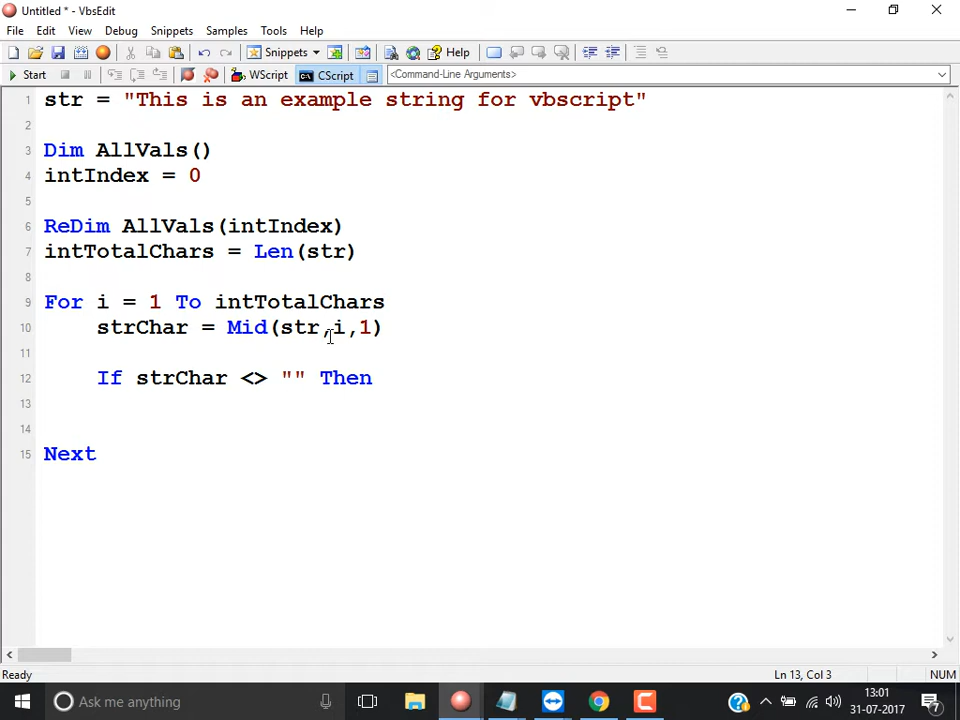 Untitled * - VbsEdit
File Edit View Debug Snippets Samples Tools Help
Snippets Help
Start WScript CScript <Command-Line Arguments>
1 str = "This is an example string for vbscript"
2
3 Dim AllVals()
4 intIndex = 0
5
6 ReDim AllVals(intIndex)
7 intTotalChars = Len(str)
8
9 For i = 1 To intTotalChars
10 strChar = Mid(str,i,1)
11
12 If strChar <> "" Then
13
14
15 Next
Ready Ln 13, Col 3 NUM
Ask me anything
13:01
31-07-2017
7